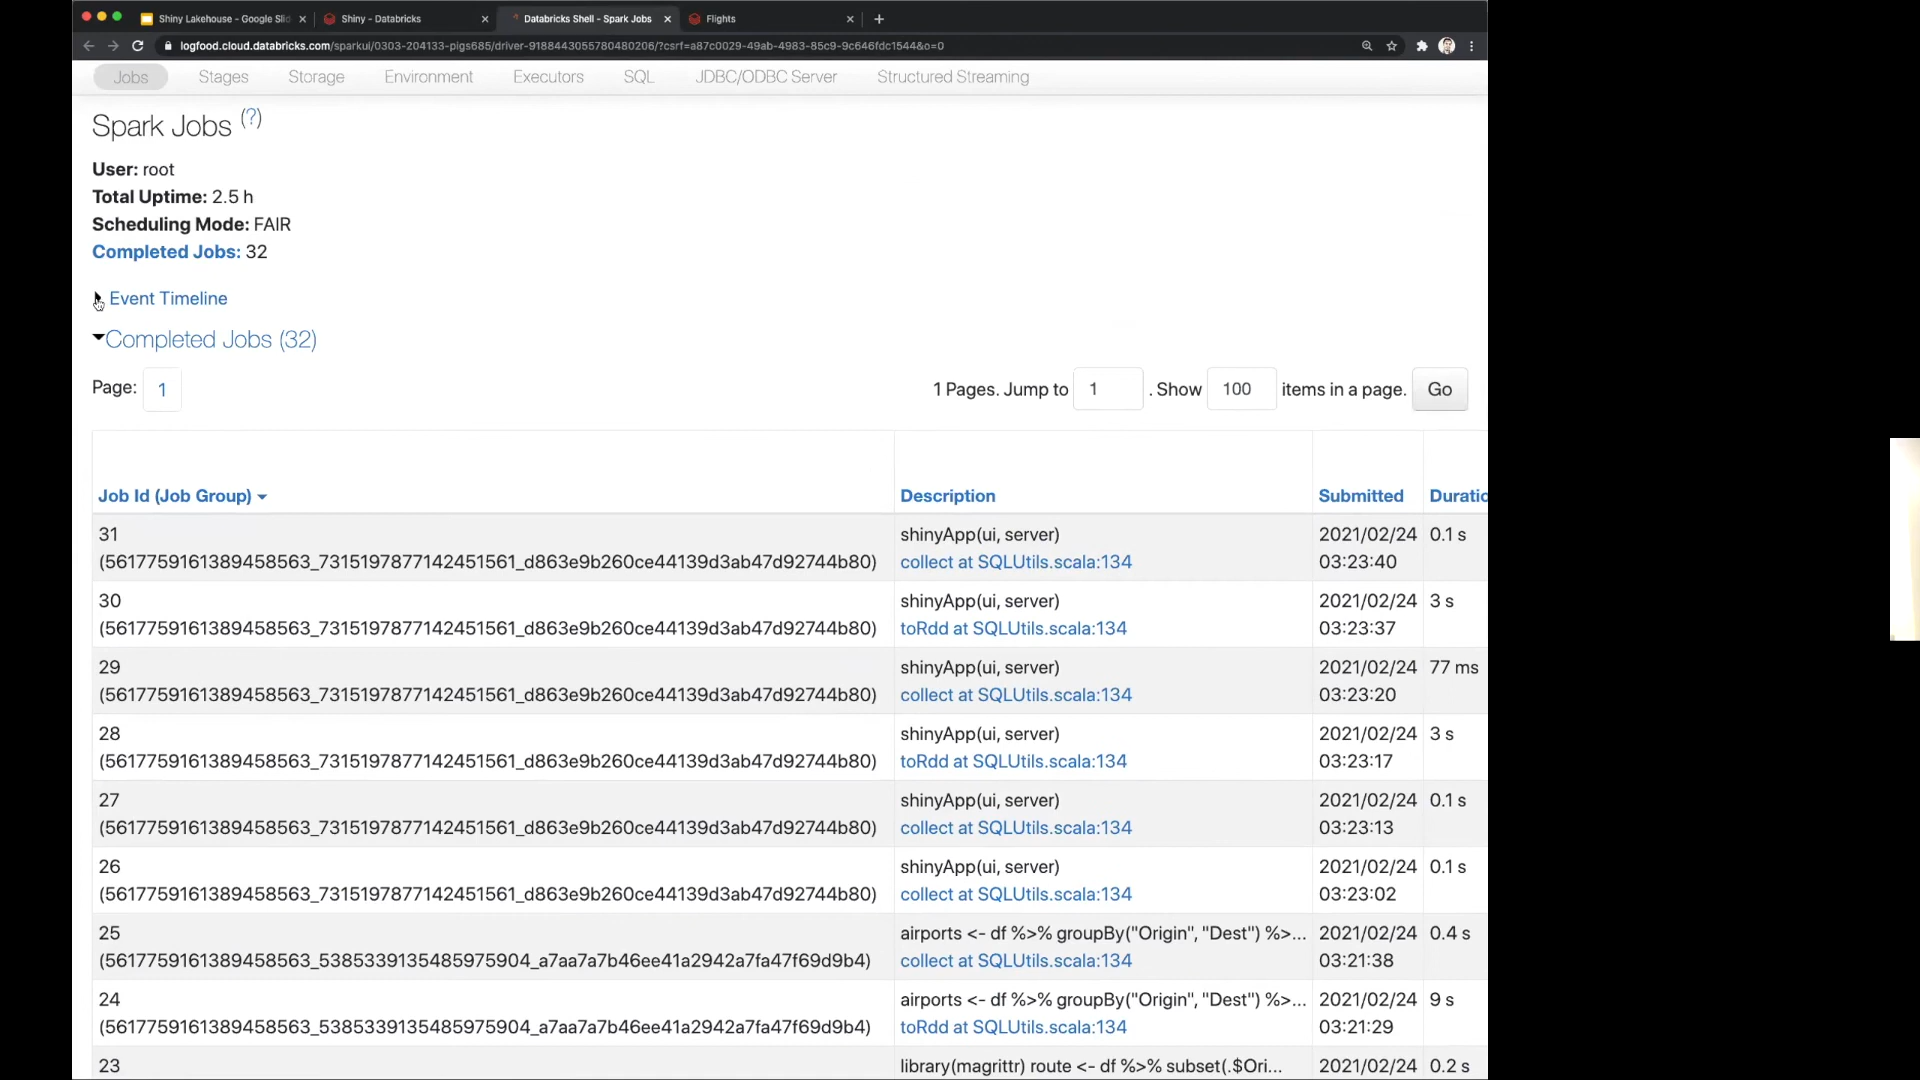 Shiny Lakehouse - Google Slid
Shiny - Databricks
Databricks Shell - Spark Jobs
Flights
logfood.cloud.databricks.com/sparkui/0303-204133-pigs685/driver-9188443055780480206/?csrf=a87c0029-49ab-4983-85c9-9c646fdc1544&o=0
Jobs Stages Storage Environment Executors SQL JDBC/ODBC Server Structured Streaming
Spark Jobs (?)
User: root
Total Uptime: 2.5 h
Scheduling Mode: FAIR
Completed Jobs: 32
Event Timeline
Completed Jobs (32)
Page: 1
1 Pages. Jump to 1 . Show 100 items in a page. Go
Job Id (Job Group) Description Submitted Duratio
31 shinyApp(ui, server) 2021/02/24 0.1 s
(5617759161389458563_7315197877142451561_d863e9b260ce44139d3ab47d92744b80) collect at SQLUtils.scala:134 03:23:40
30 shinyApp(ui, server) 2021/02/24 3 s
(5617759161389458563_7315197877142451561_d863e9b260ce44139d3ab47d92744b80) toRdd at SQLUtils.scala:134 03:23:37
29 shinyApp(ui, server) 2021/02/24 77 ms
(5617759161389458563_7315197877142451561_d863e9b260ce44139d3ab47d92744b80) collect at SQLUtils.scala:134 03:23:20
28 shinyApp(ui, server) 2021/02/24 3 s
(5617759161389458563_7315197877142451561_d863e9b260ce44139d3ab47d92744b80) toRdd at SQLUtils.scala:134 03:23:17
27 shinyApp(ui, server) 2021/02/24 0.1 s
(5617759161389458563_7315197877142451561_d863e9b260ce44139d3ab47d92744b80) collect at SQLUtils.scala:134 03:23:13
26 shinyApp(ui, server) 2021/02/24 0.1 s
(5617759161389458563_7315197877142451561_d863e9b260ce44139d3ab47d92744b80) collect at SQLUtils.scala:134 03:23:02
25 airports <- df %>% groupBy("Origin", "Dest") %>... 2021/02/24 0.4 s
(5617759161389458563_5385339135485975904_a7aa7a7b46ee41a2942a7fa47f69d9b4) collect at SQLUtils.scala:134 03:21:38
24 airports <- df %>% groupBy("Origin", "Dest") %>... 2021/02/24 9 s
(5617759161389458563_5385339135485975904_a7aa7a7b46ee41a2942a7fa47f69d9b4) toRdd at SQLUtils.scala:134 03:21:29
23 library(magrittr) route <- df %>% subset(.$Ori... 2021/02/24 0.2 s